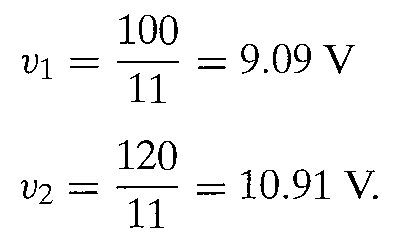 v₁ = 100/11 = 9.09 V
v₂ = 120/11 = 10.91 V.